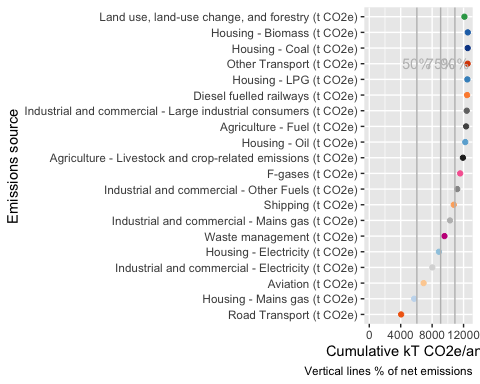 Land use, land-use change, and forestry (t CO2e)
Housing - Biomass (t CO2e)
Housing - Coal (t CO2e)
Other Transport (t CO2e)
50% 75% 90%
Housing - LPG (t CO2e)
Diesel fuelled railways (t CO2e)
Industrial and commercial - Large industrial consumers (t CO2e)
Agriculture - Fuel (t CO2e)
Housing - Oil (t CO2e)
Agriculture - Livestock and crop-related emissions (t CO2e)
F-gases (t CO2e)
Industrial and commercial - Other Fuels (t CO2e)
Shipping (t CO2e)
Industrial and commercial - Mains gas (t CO2e)
Waste management (t CO2e)
Housing - Electricity (t CO2e)
Industrial and commercial - Electricity (t CO2e)
Aviation (t CO2e)
Housing - Mains gas (t CO2e)
Road Transport (t CO2e)
Emissions source
0 4000 8000 12000
Cumulative kT CO2e/an
Vertical lines % of net emissions